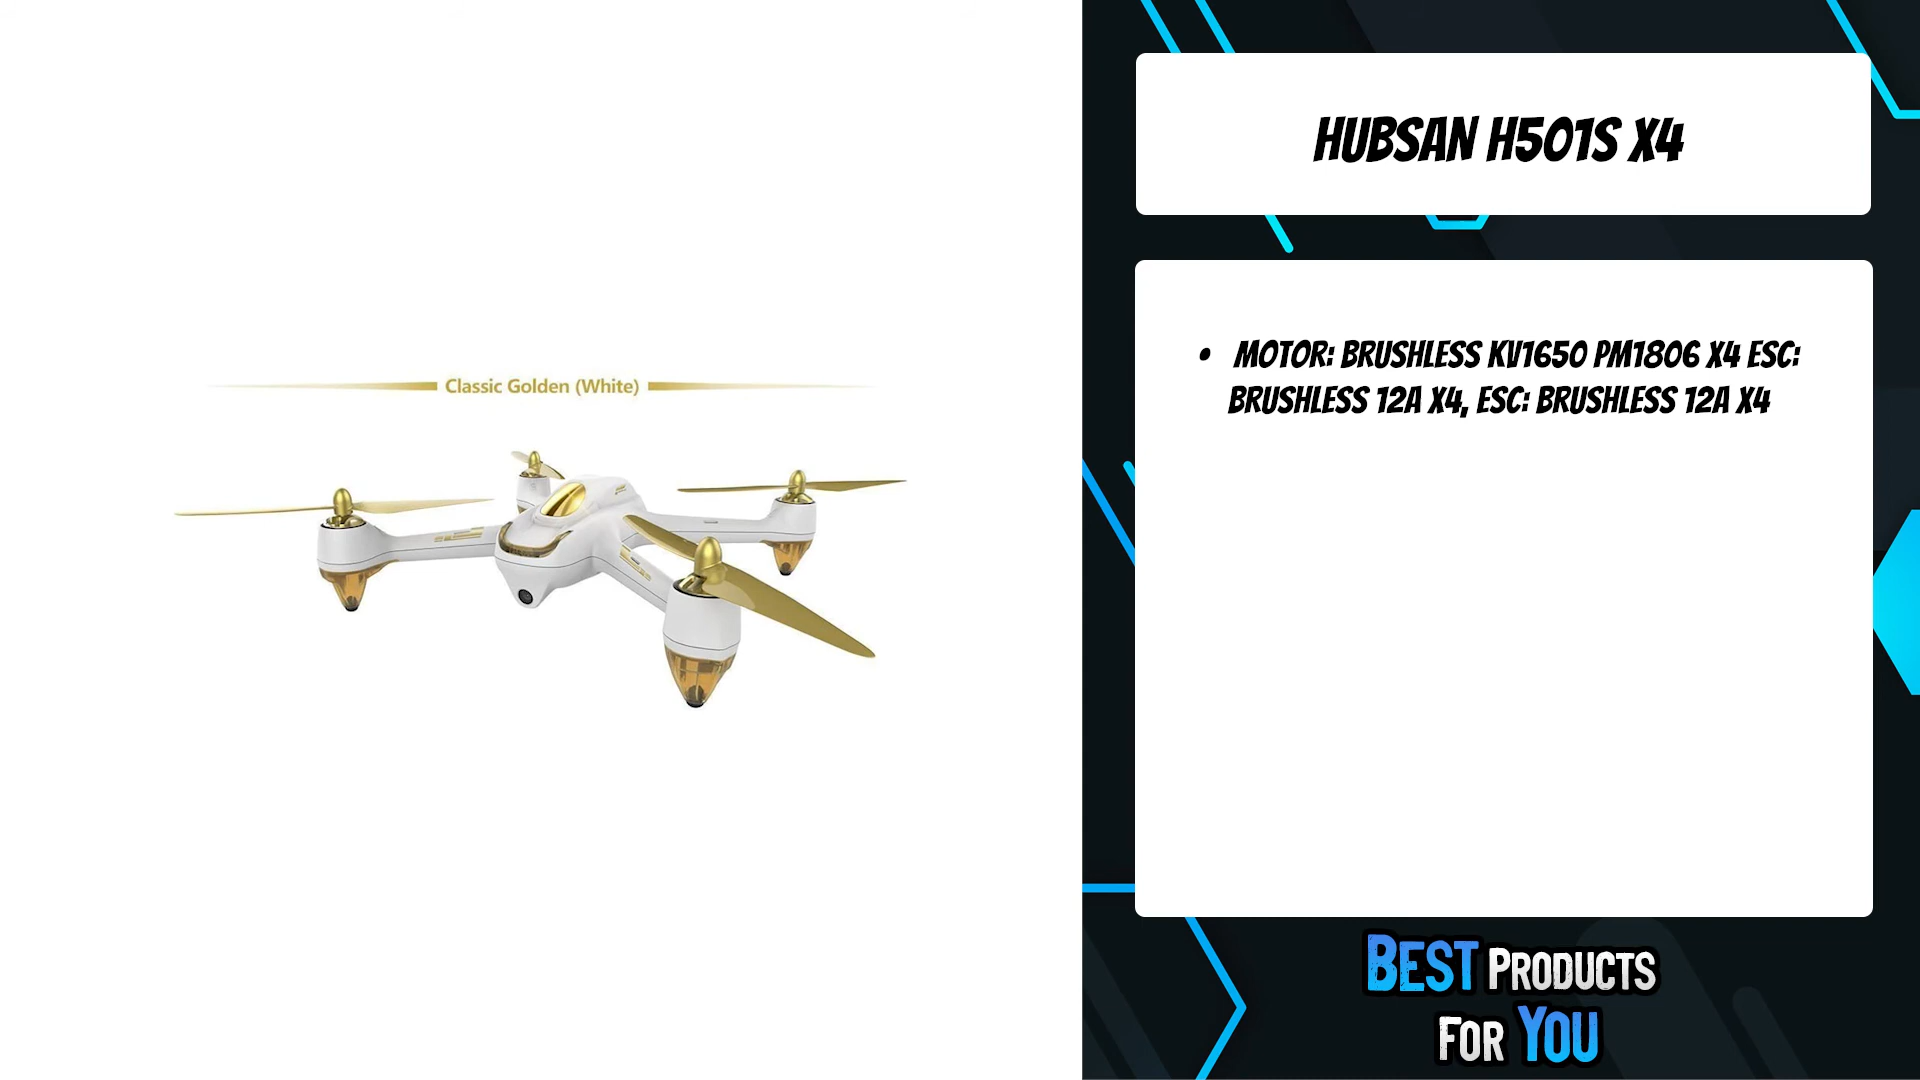 Classic Golden (White)
HUBSAN H501S X4
• MOTOR: BRUSHLESS KV1650 PM1806 X4 ESC:
BRUSHLESS 12A X4, ESC: BRUSHLESS 12A X4
BEST PRODUCTS
FOR YOU